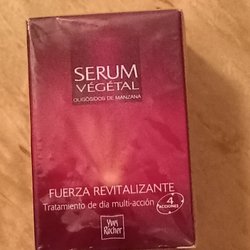 SERUM
VÉGÉTAL
OLIGÓSIDOS DE MANZANA
FUERZA REVITALIZANTE
Tratamiento de día multi-acción
4
ACCIONES
Yves
Rocher